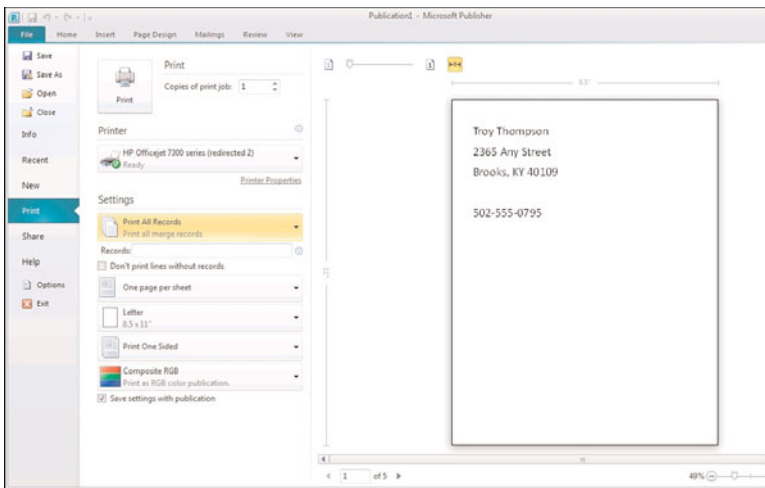 Publication1 - Microsoft Publisher
File Home Insert Page Design Mailings Review View
Save
Save As
Open
Close
Info
Recent
New
Print
Share
Help
Options
Exit
Print
Print
Copies of print job: 1
Printer
HP Officejet 7300 series (redirected 2)
Ready
Printer Properties
Settings
Print All Records
Print all merge records
Records:
Don't print lines without records
One page per sheet
Letter
8.5 x 11"
Print One Sided
Composite RGB
Print as RGB color publication.
Save settings with publication
8.5"
Troy Thompson
2365 Any Street
Brooks, KY 40109
502-555-0795
1 of 5
49%